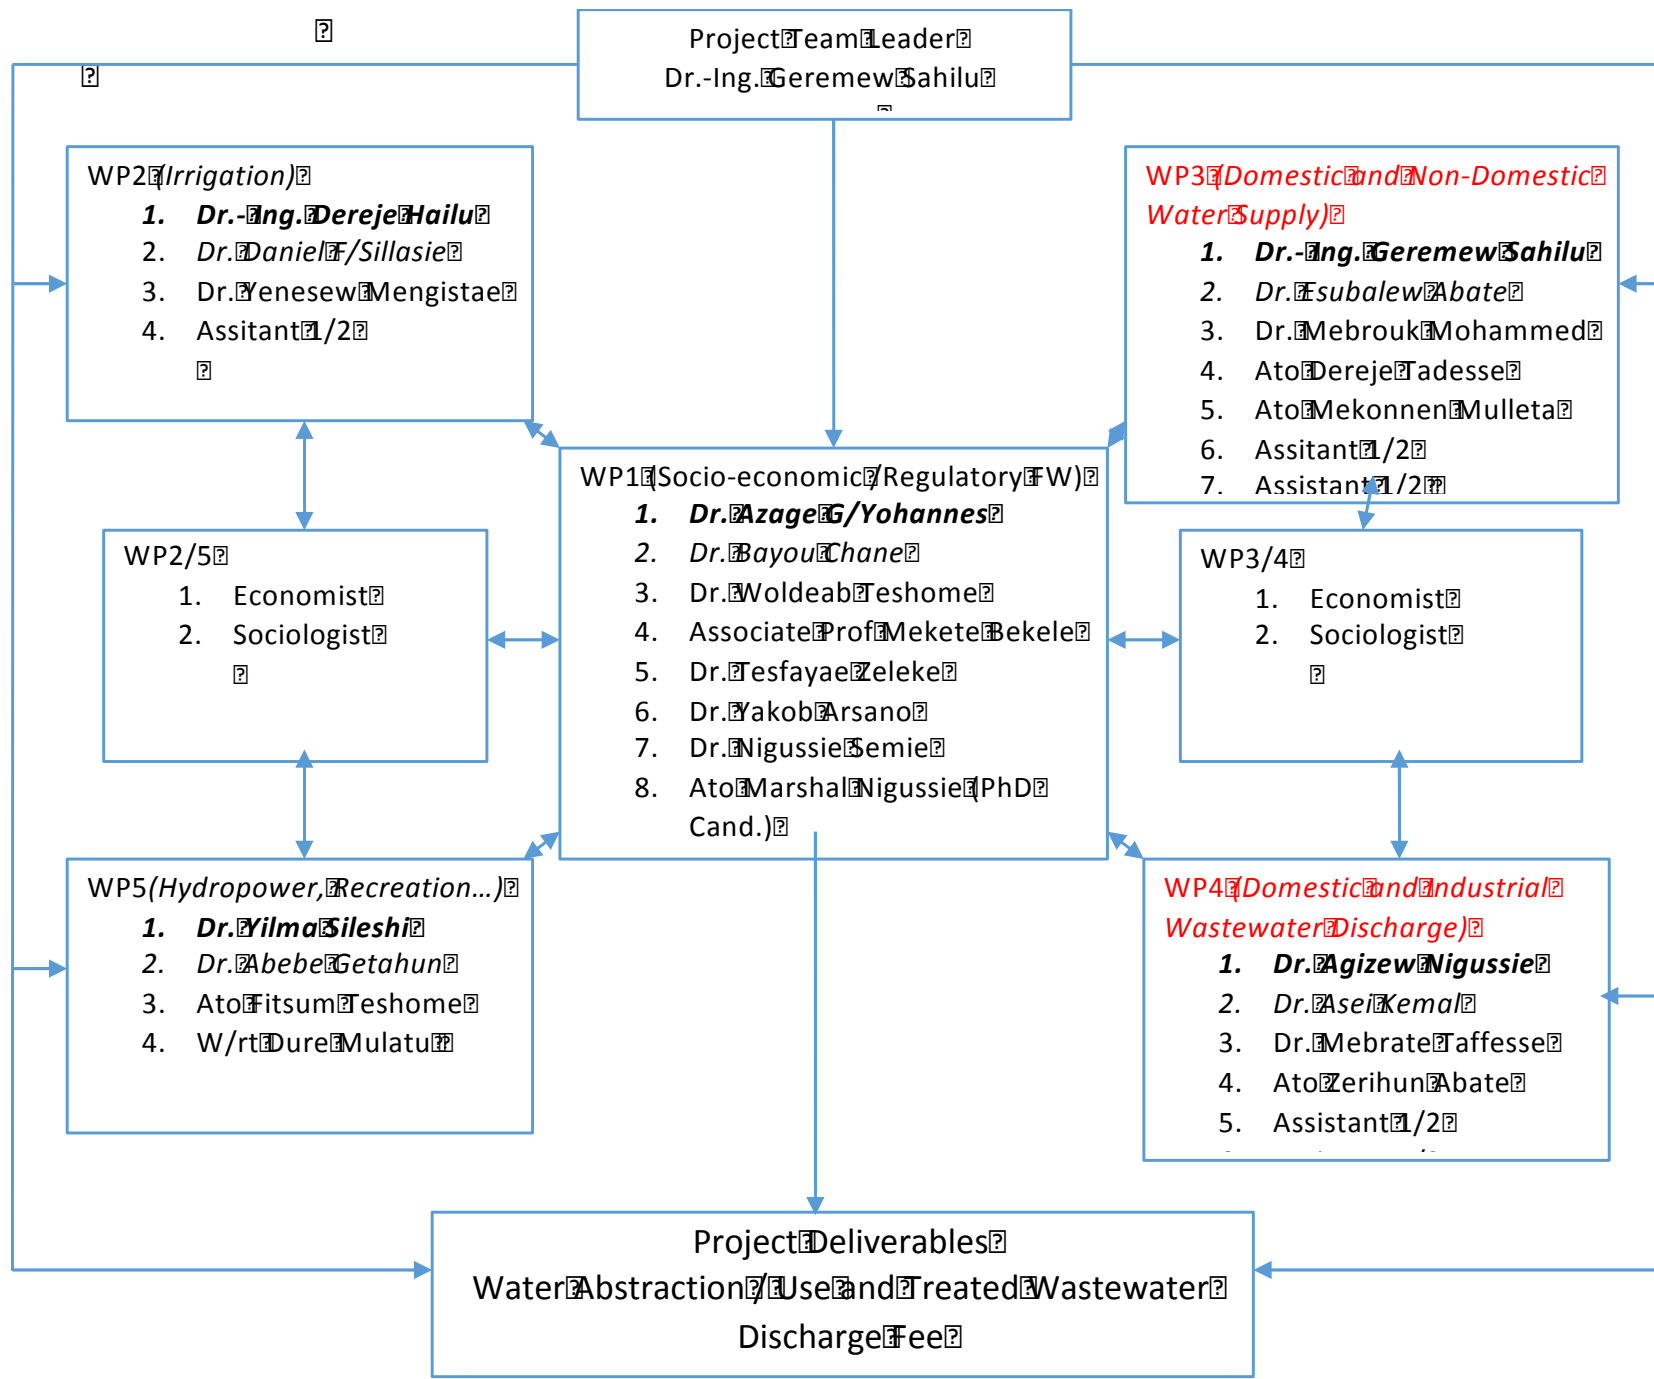 Project Team Leader
Dr.-Ing. Geremew Sahilu
WP2 (Irrigation)
1. Dr.- Ing. Dereje Hailu
2. Dr. Daniel F/Sillasie
3. Dr. Yenesew Mengistae
4. Assitant 1/2
WP3 (Domestic and Non-Domestic
Water Supply)
1. Dr.- Ing. Geremew Sahilu
2. Dr. Esubalew Abate
3. Dr. Mebrouk Mohammed
4. Ato Dereje Tadesse
5. Ato Mekonnen Mulleta
6. Assitant 1/2
7. Assistant 1/2
WP1 (Socio-economic /Regulatory FW)
1. Dr. Azage G/Yohannes
2. Dr. Bayou Chane
3. Dr. Woldeab Teshome
4. Associate Prof Mekete Bekele
5. Dr. Tesfayae Zeleke
6. Dr. Yakob Arsano
7. Dr. Nigussie Semie
8. Ato Marshal Nigussie (PhD
Cand.)
WP2/5
1. Economist
2. Sociologist
WP3/4
1. Economist
2. Sociologist
WP5 (Hydropower, Recreation...)
1. Dr. Yilma Sileshi
2. Dr. Abebe Getahun
3. Ato Fitsum Teshome
4. W/rt Dure Mulatu
WP4 (Domestic and Industrial
Wastewater Discharge)
1. Dr. Agizew Nigussie
2. Dr. Asei Kemal
3. Dr. Mebrate Taffesse
4. Ato Zerihun Abate
5. Assistant 1/2
Project Deliverables
Water Abstraction / Use and Treated Wastewater
Discharge Fee